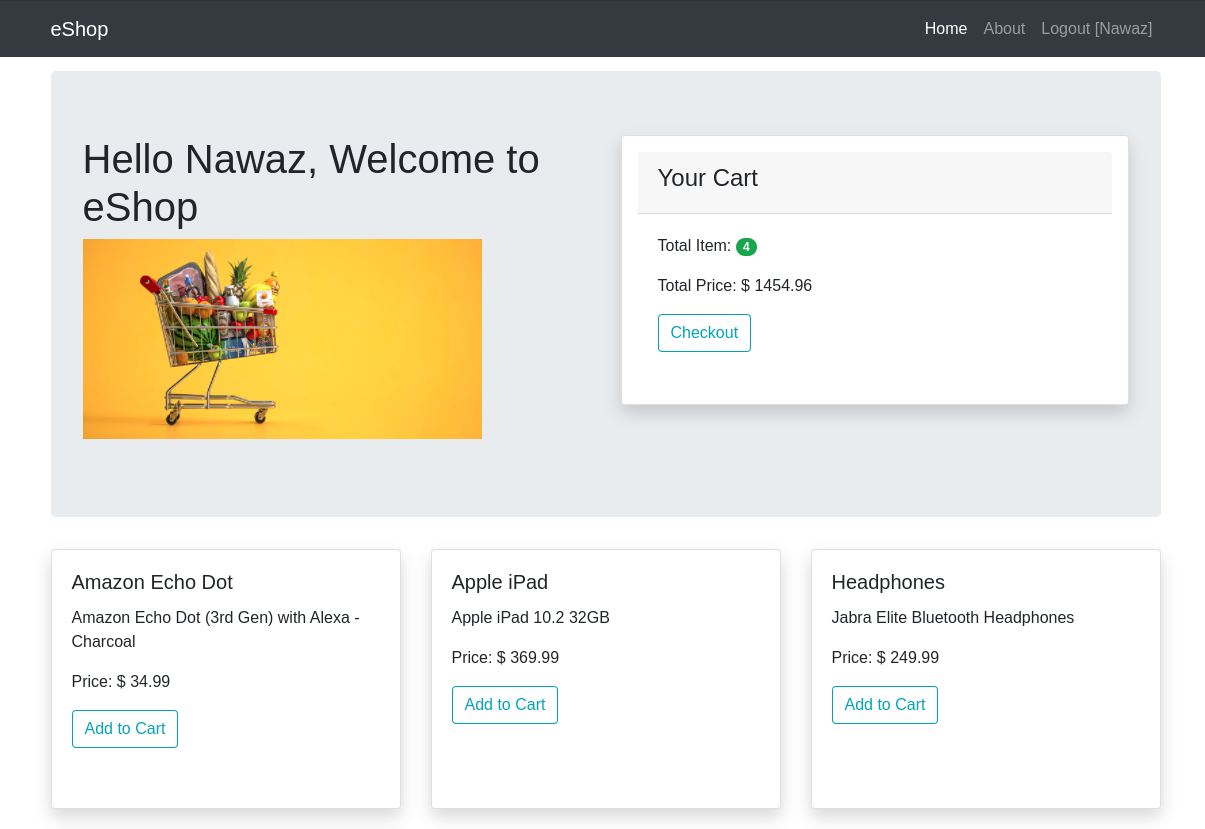 eShop
Home About Logout [Nawaz]
Hello Nawaz, Welcome to
eShop
Your Cart
Total Item: 4
Total Price: $ 1454.96
Checkout
Amazon Echo Dot
Amazon Echo Dot (3rd Gen) with Alexa -
Charcoal
Price: $ 34.99
Add to Cart
Apple iPad
Apple iPad 10.2 32GB
Price: $ 369.99
Add to Cart
Headphones
Jabra Elite Bluetooth Headphones
Price: $ 249.99
Add to Cart